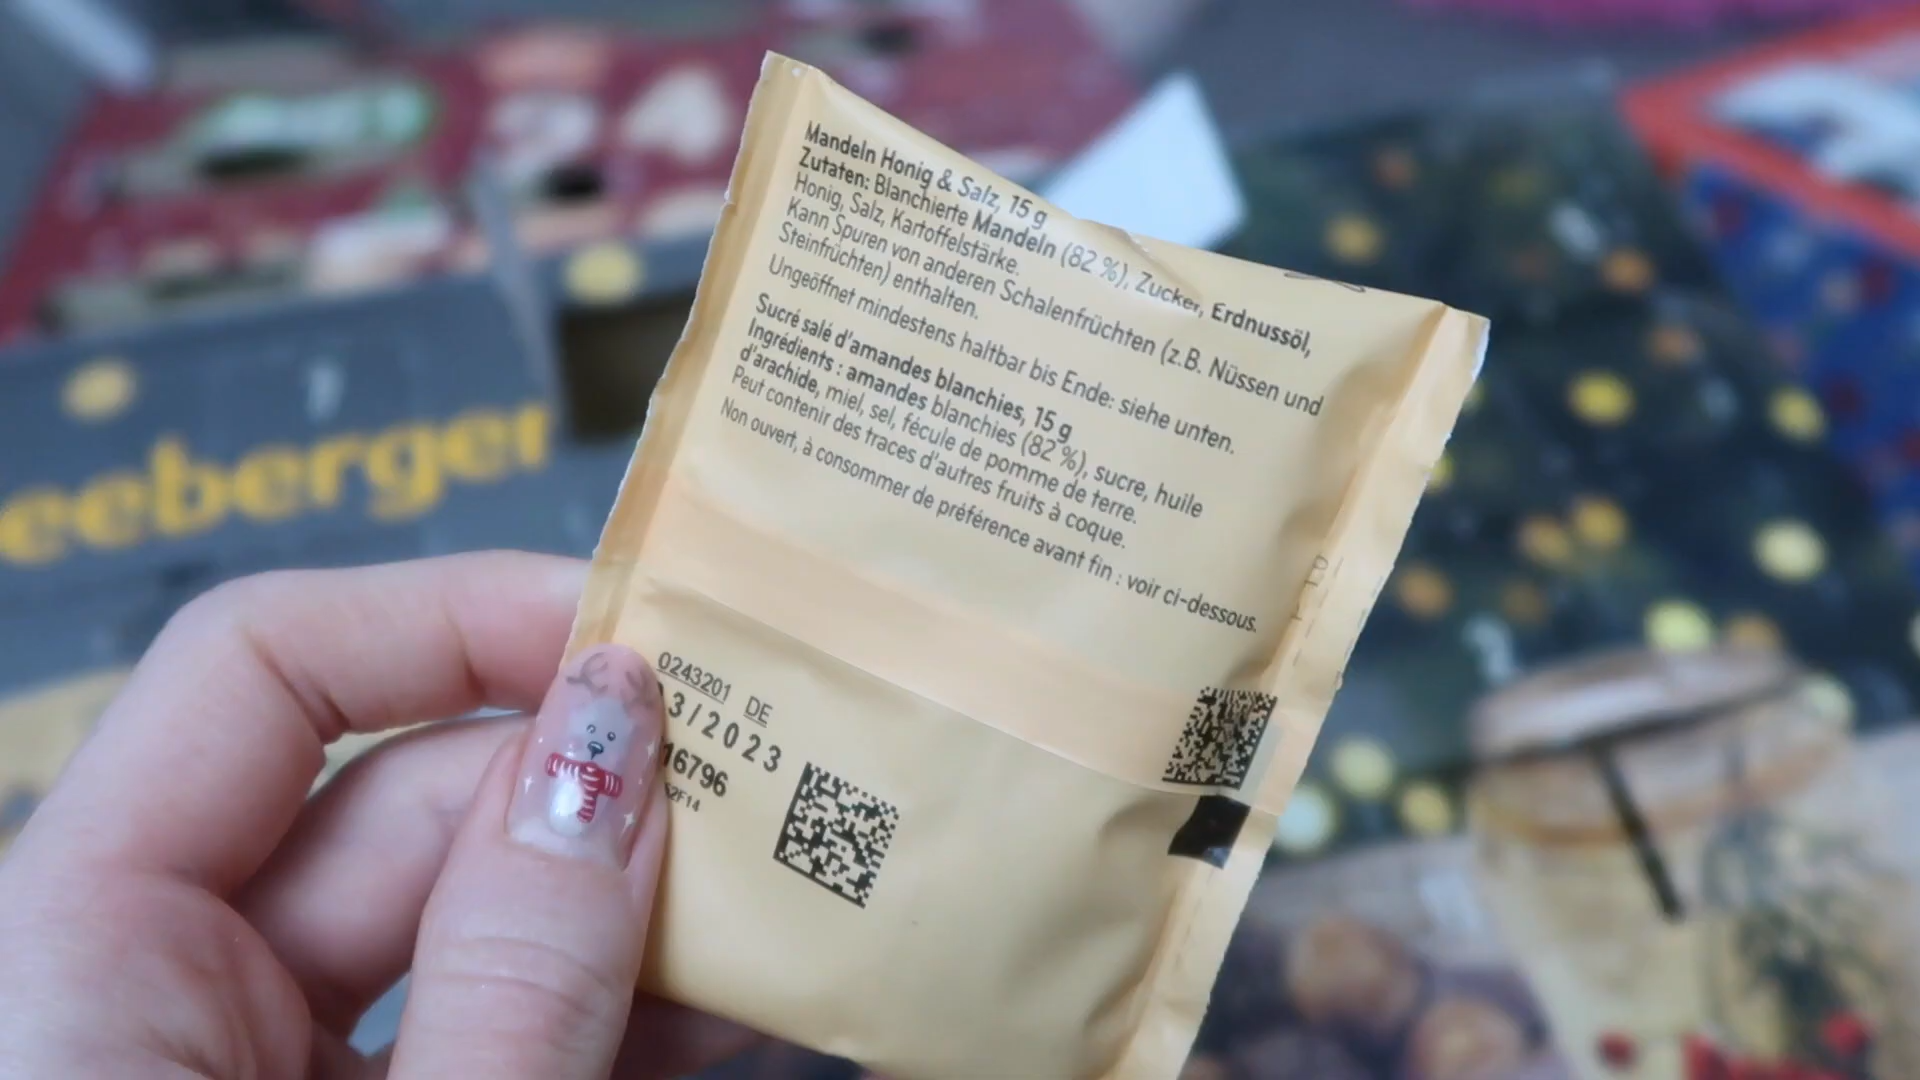 Mandeln Honig & Salz, 15 g
Zutaten: Blanchierte Mandeln (82 %), Zucker, Erdnussöl,
Honig, Salz, Kartoffelstärke.
Kann Spuren von anderen Schalenfrüchten (z.B. Nüssen und
Steinfrüchten) enthalten.
Ungeöffnet mindestens haltbar bis Ende: siehe unten.
Sucré salé d'amandes blanchies, 15 g
Ingrédients : amandes blanchies (82 %), sucre, huile
d'arachide, miel, sel, fécule de pomme de terre.
Peut contenir des traces d'autres fruits à coque.
Non ouvert, à consommer de préférence avant fin : voir ci-dessous.
0243201 DE
3/2023
16796
52F14
eeberger